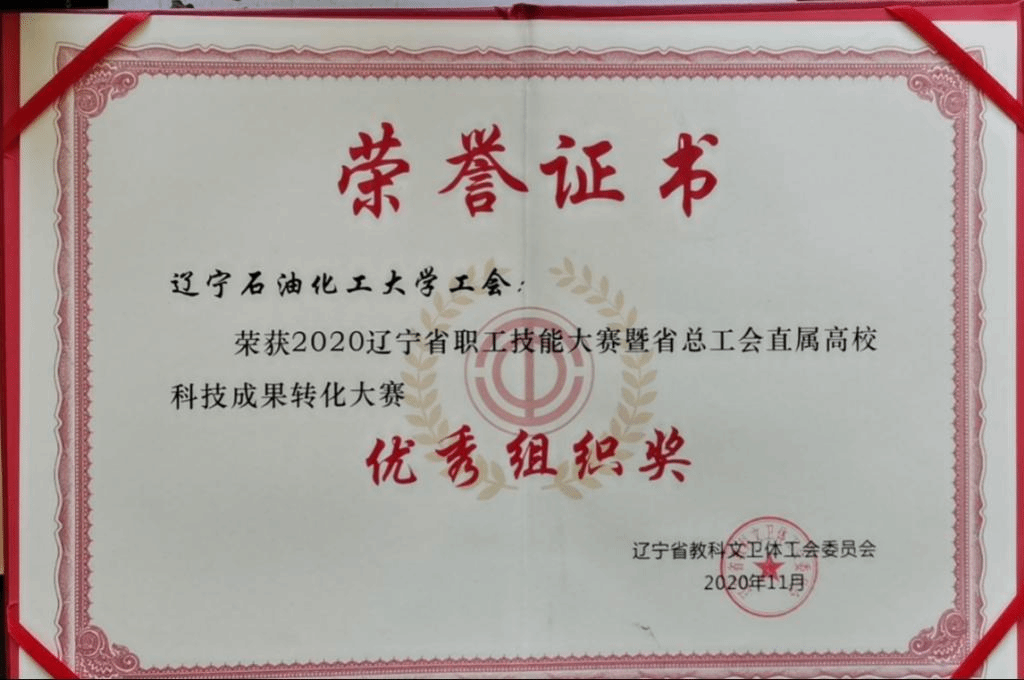 荣誉证书
辽宁石油化工大学工会:
荣获2020辽宁省职工技能大赛暨省总工会直属高校
科技成果转化大赛
优秀组织奖
辽宁省教科文卫体工会委员会
2020年11月